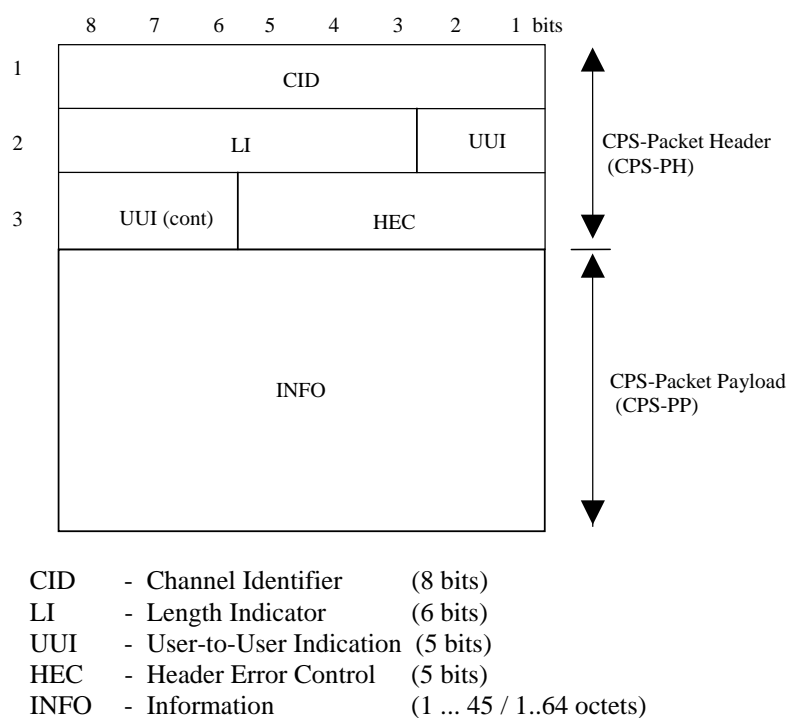 8 7 6 5 4 3 2 1 bits
1
CID
2
LI
UUI
CPS-Packet Header
(CPS-PH)
3
UUI (cont)
HEC
INFO
CPS-Packet Payload
(CPS-PP)
CID - Channel Identifier (8 bits)
LI - Length Indicator (6 bits)
UUI - User-to-User Indication (5 bits)
HEC - Header Error Control (5 bits)
INFO - Information (1 ... 45 / 1..64 octets)